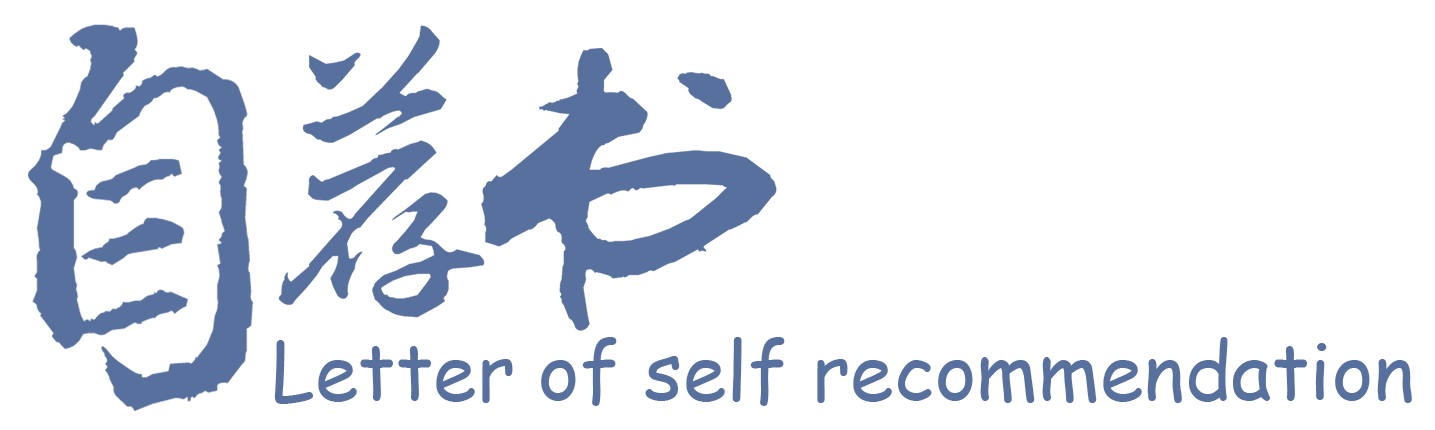 自荐书
Letter of self recommendation